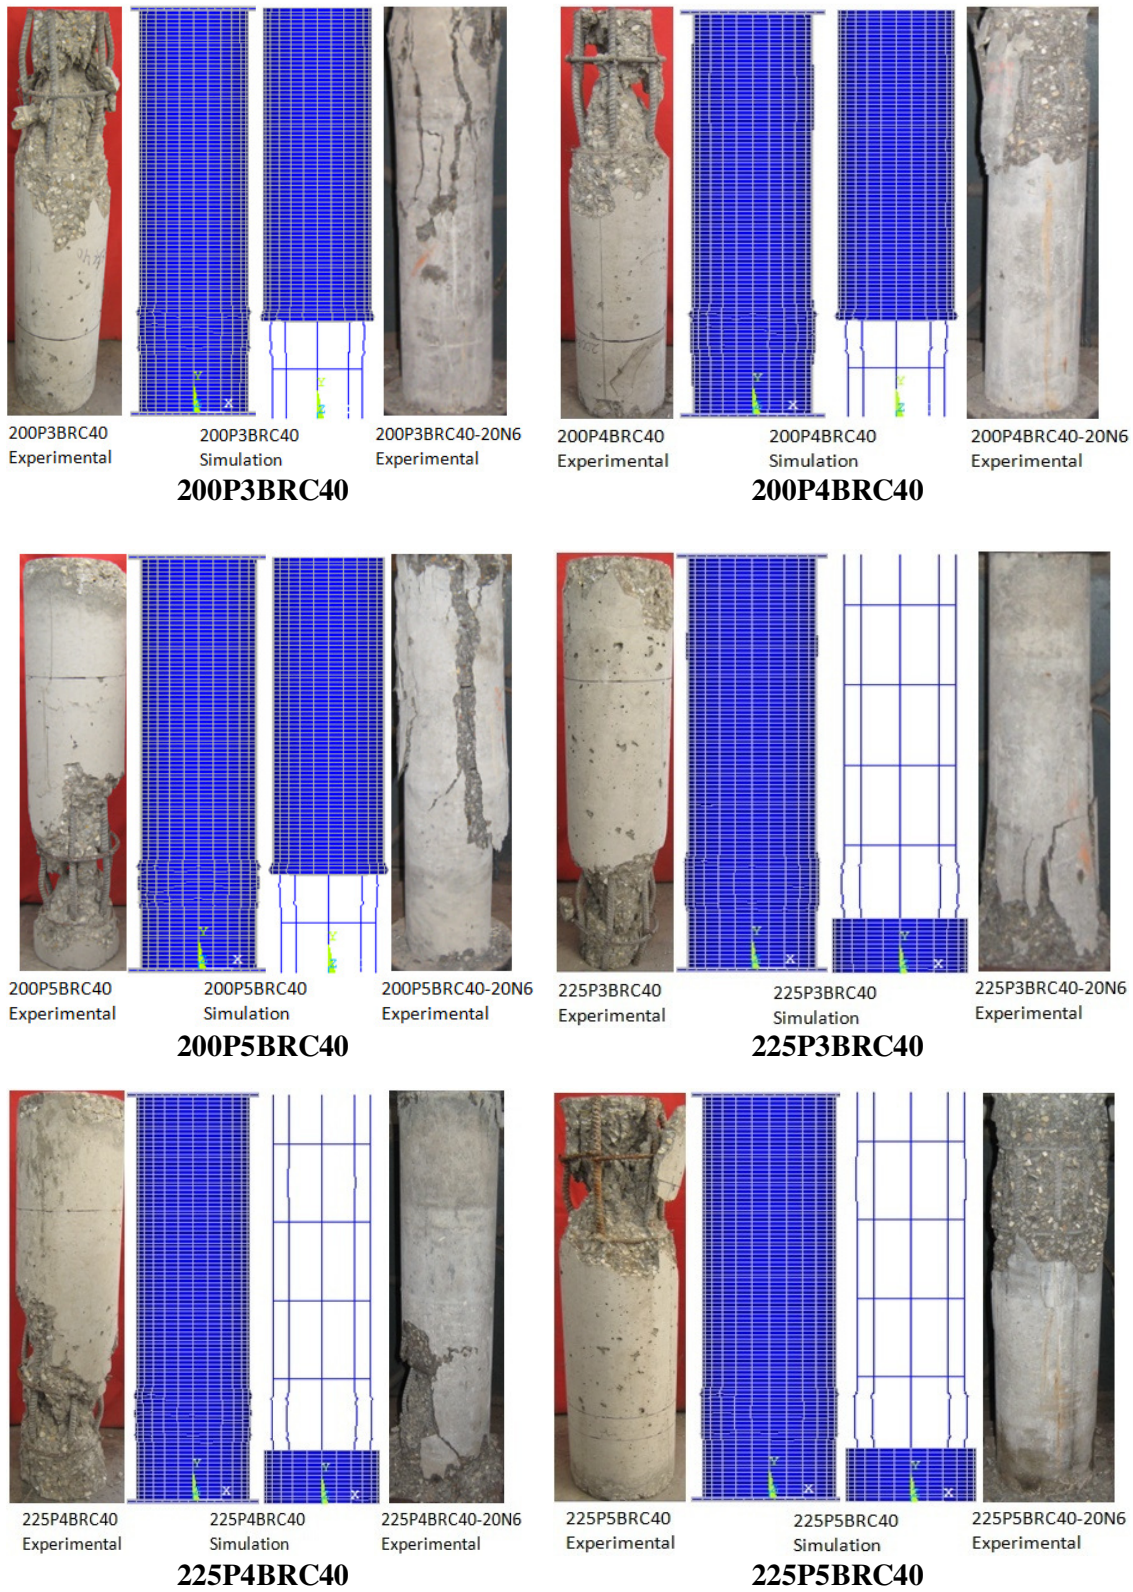 200P3BRC40
Experimental
200P3BRC40
Simulation
200P3BRC40-20N6
Experimental
200P3BRC40
200P4BRC40
Experimental
200P4BRC40
Simulation
200P4BRC40-20N6
Experimental
200P4BRC40
200P5BRC40
Experimental
200P5BRC40
Simulation
200P5BRC40-20N6
Experimental
200P5BRC40
225P3BRC40
Experimental
225P3BRC40
Simulation
225P3BRC40-20N6
Experimental
225P3BRC40
225P4BRC40
Experimental
225P4BRC40
Simulation
225P4BRC40-20N6
Experimental
225P4BRC40
225P5BRC40
Experimental
225P5BRC40
Simulation
225P5BRC40-20N6
Experimental
225P5BRC40